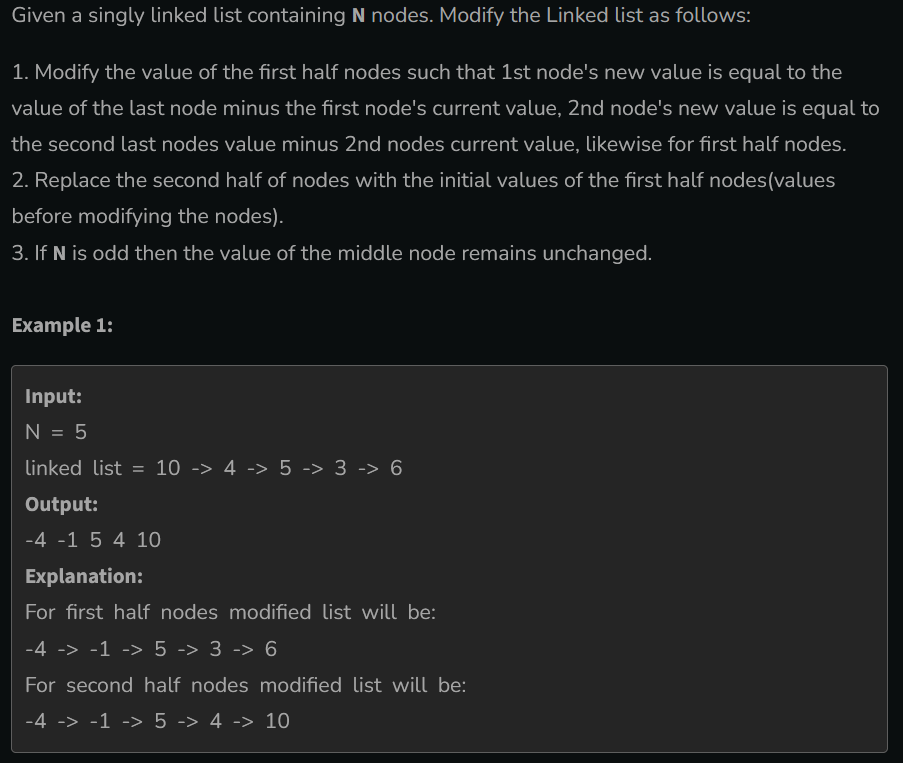 Given a singly linked list containing N nodes. Modify the Linked list as follows:
1. Modify the value of the first half nodes such that 1st node's new value is equal to the
value of the last node minus the first node's current value, 2nd node's new value is equal to
the second last nodes value minus 2nd nodes current value, likewise for first half nodes.
2. Replace the second half of nodes with the initial values of the first half nodes(values
before modifying the nodes).
3. If N is odd then the value of the middle node remains unchanged.
Example 1:
Input:
N = 5
linked list = 10 -> 4 -> 5 -> 3 -> 6
Output:
-4 -1 5 4 10
Explanation:
For first half nodes modified list will be:
-4 -> -1 -> 5 -> 3 -> 6
For second half nodes modified list will be:
-4 -> -1 -> 5 -> 4 -> 10